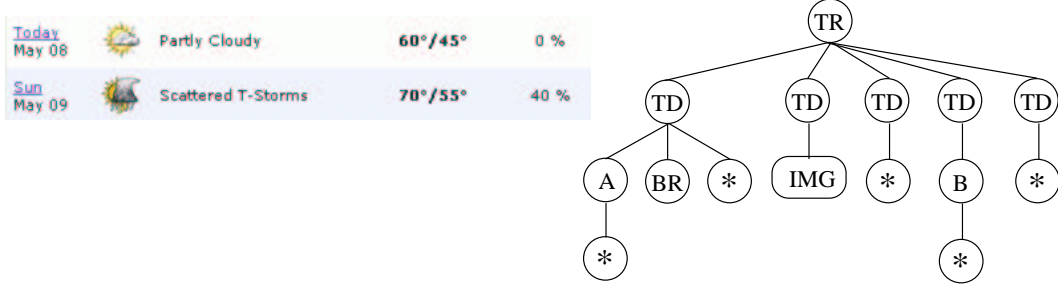 Today
May 08
Partly Cloudy
60°/45°
0 %
Sun
May 09
Scattered T-Storms
70°/55°
40 %
TR
TD TD TD TD TD
A BR * IMG * B *
* *